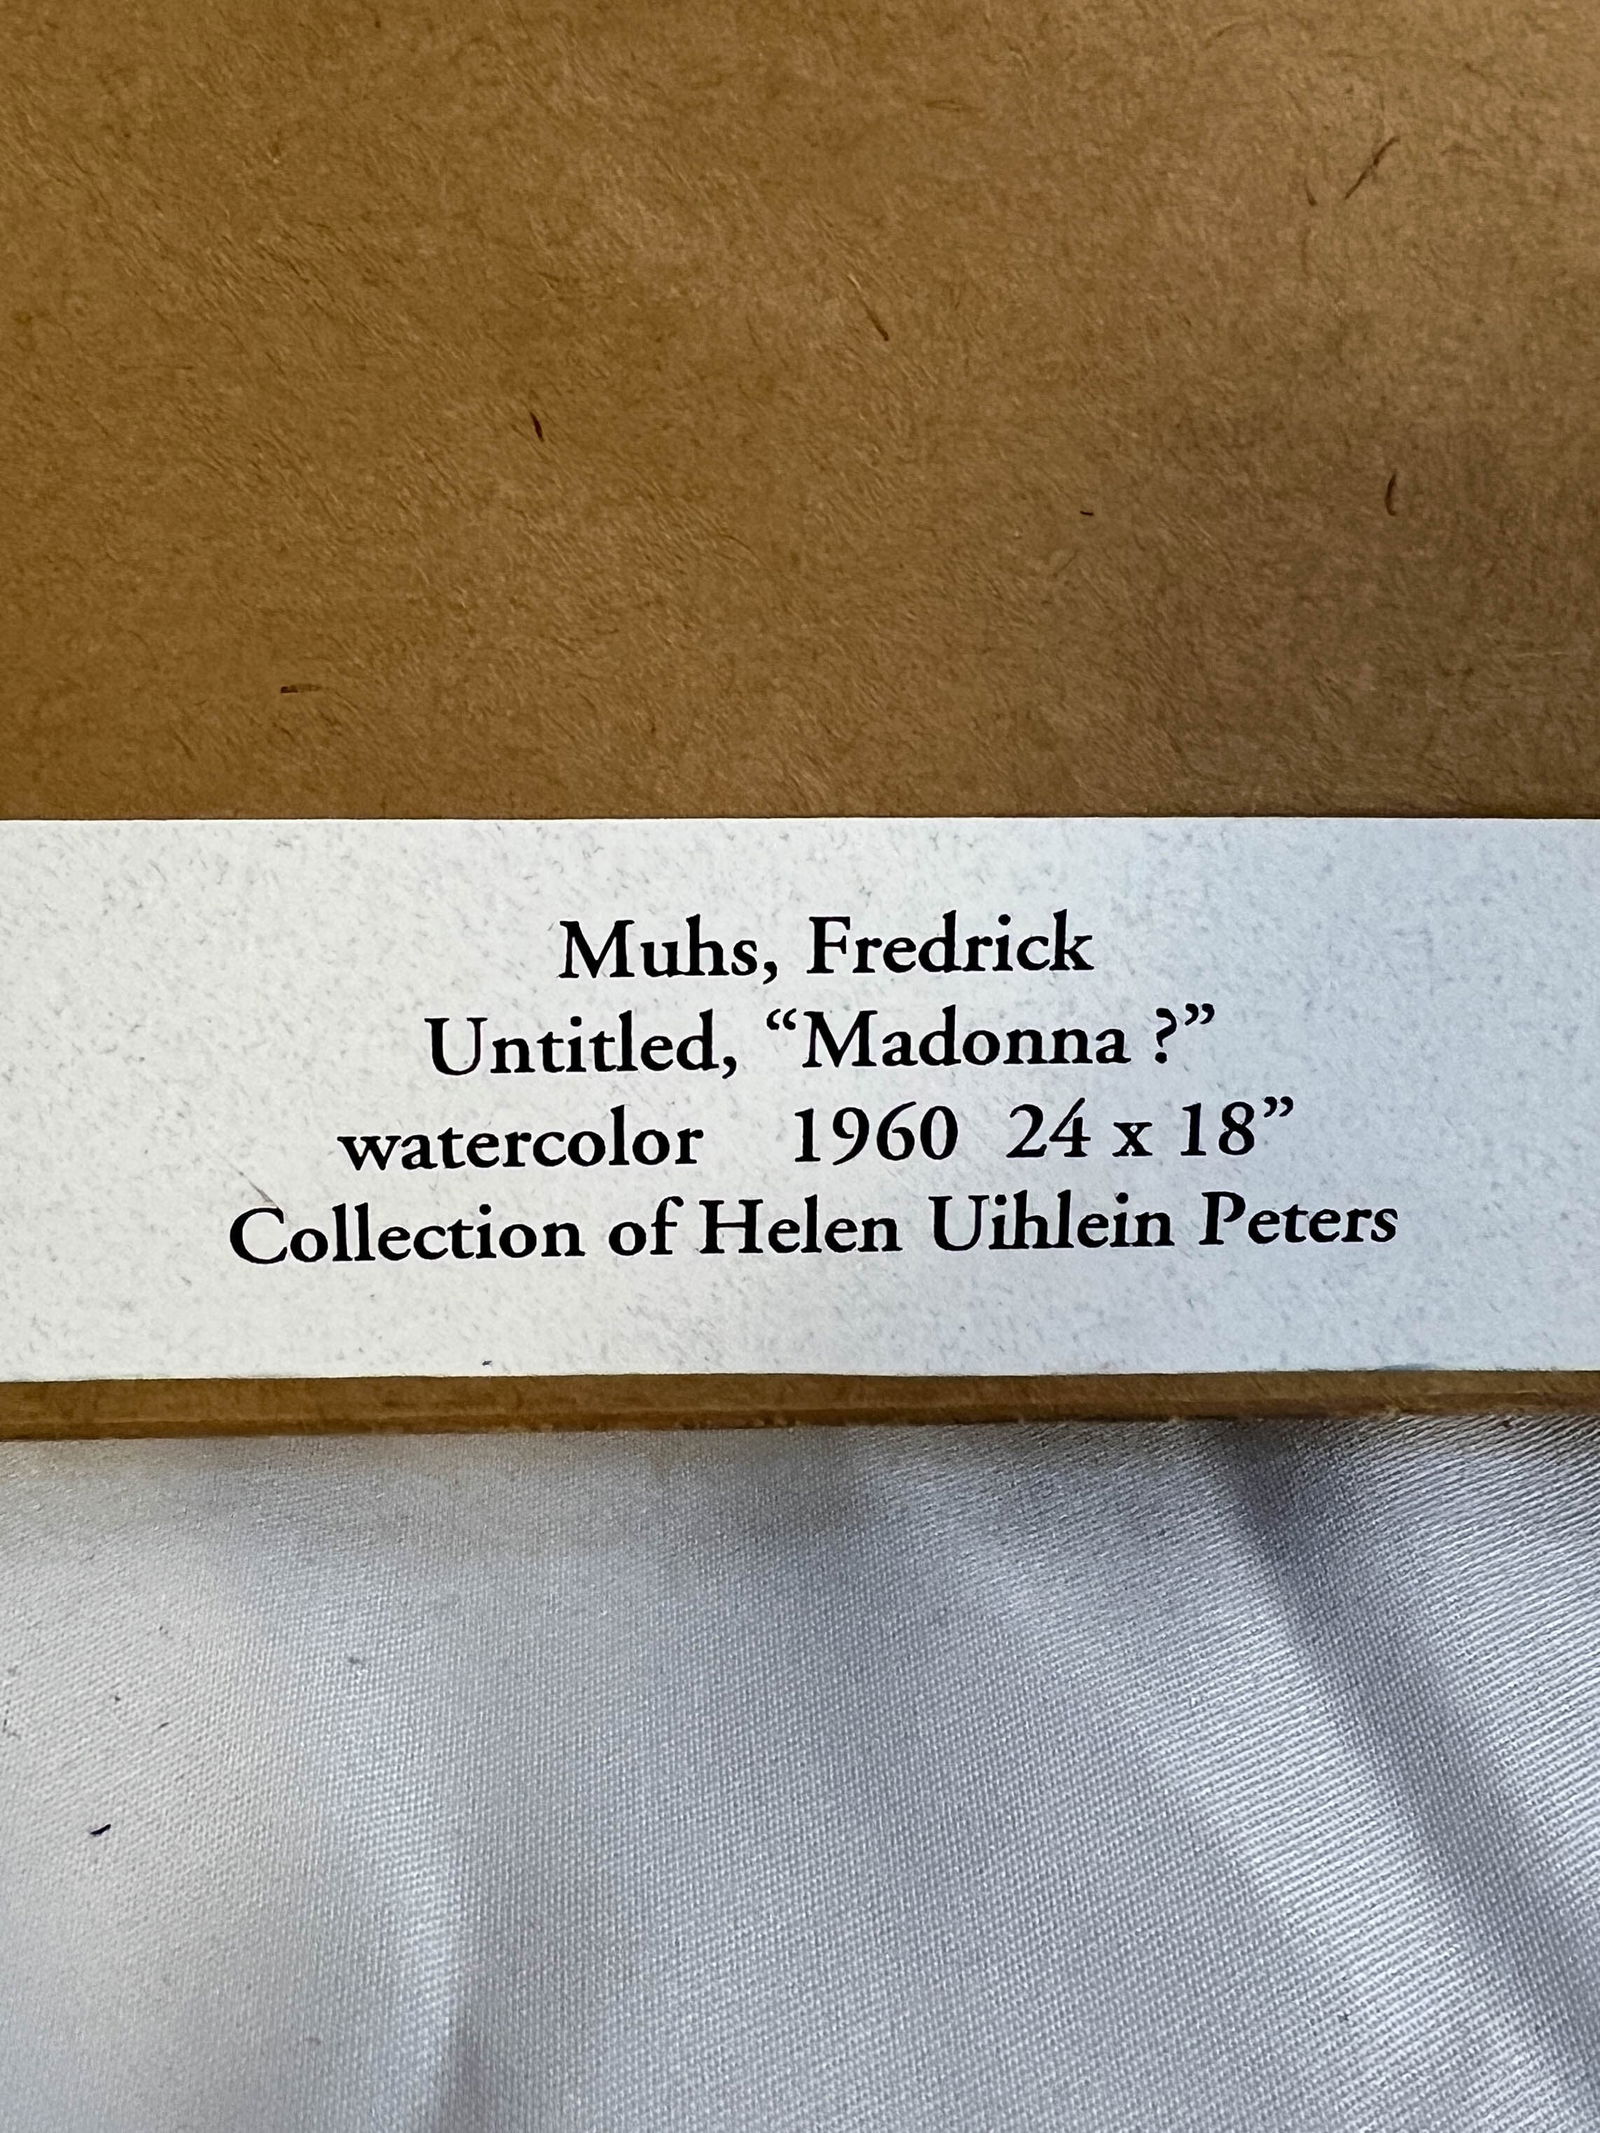 Muhs, Fredrick
Untitled, “Madonna ?”
watercolor 1960 24 x 18”
Collection of Helen Uihlein Peters